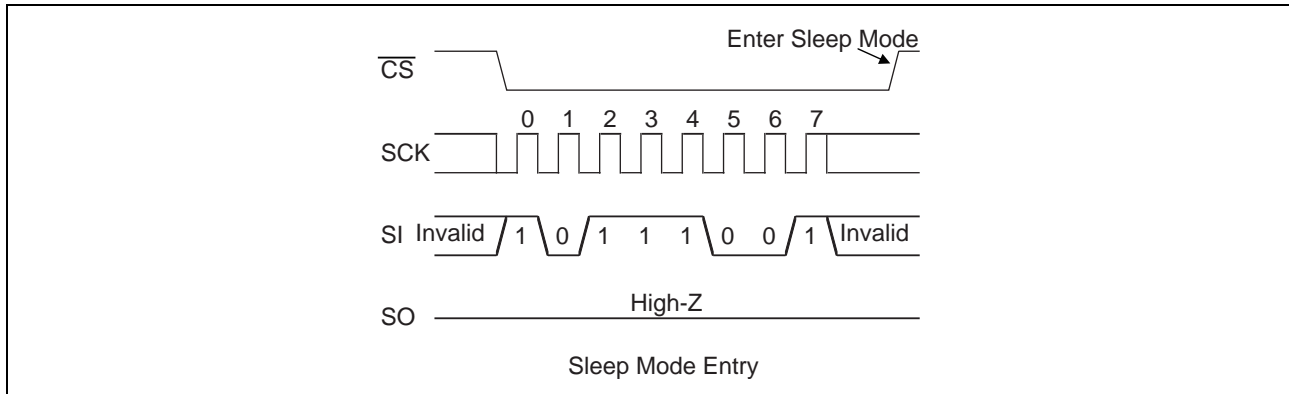 Enter Sleep Mode
CS
0 1 2 3 4 5 6 7
SCK
SI Invalid 1 0 1 1 1 0 0 1 Invalid
High-Z
SO
Sleep Mode Entry